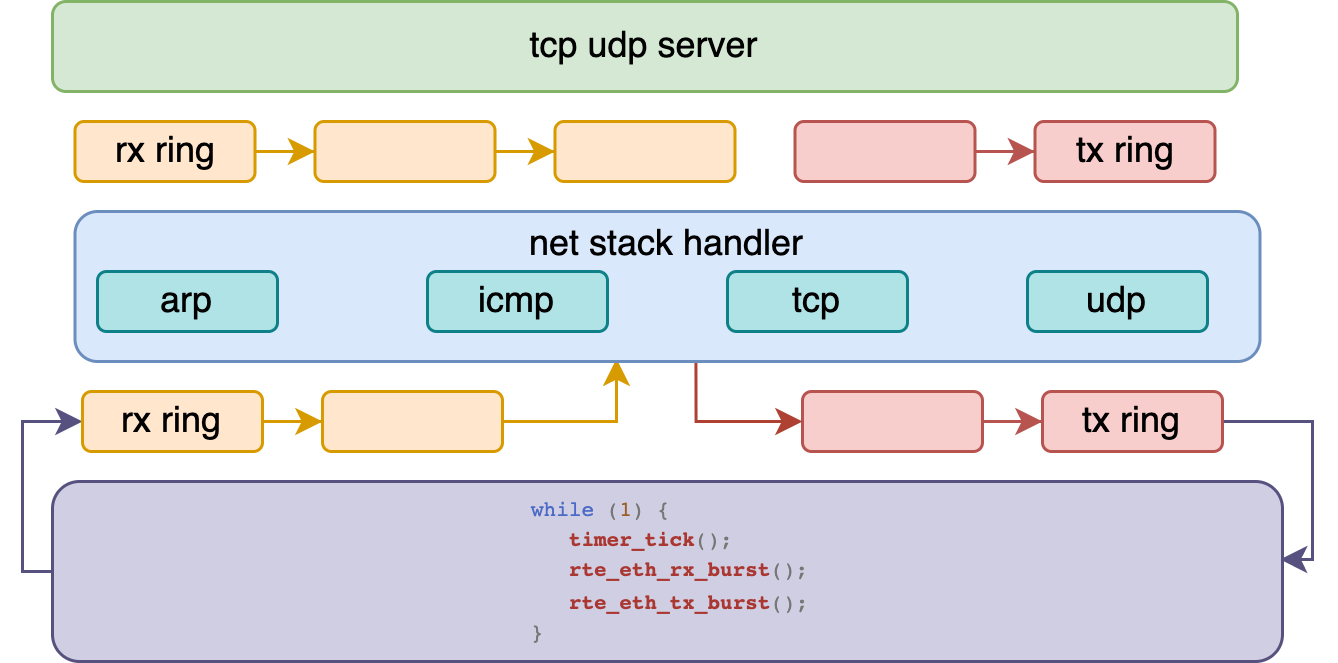 tcp udp server
rx ring
tx ring
net stack handler
arp
icmp
tcp
udp
rx ring
tx ring
while (1) {
timer_tick();
rte_eth_rx_burst();
rte_eth_tx_burst();
}